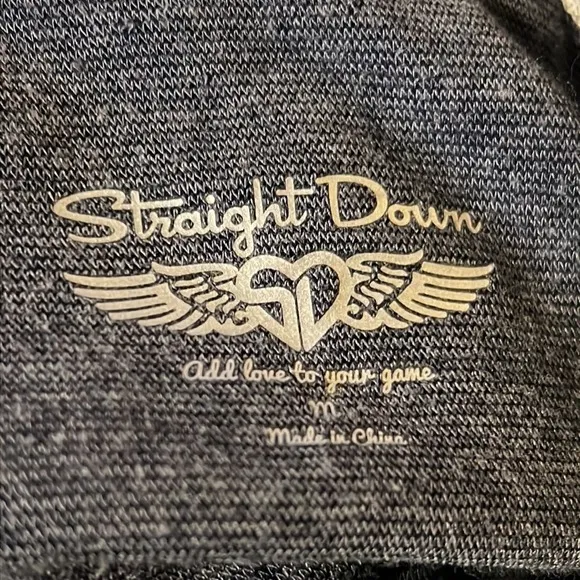 Straight Down
SD
Add love to your game
M
Made in China